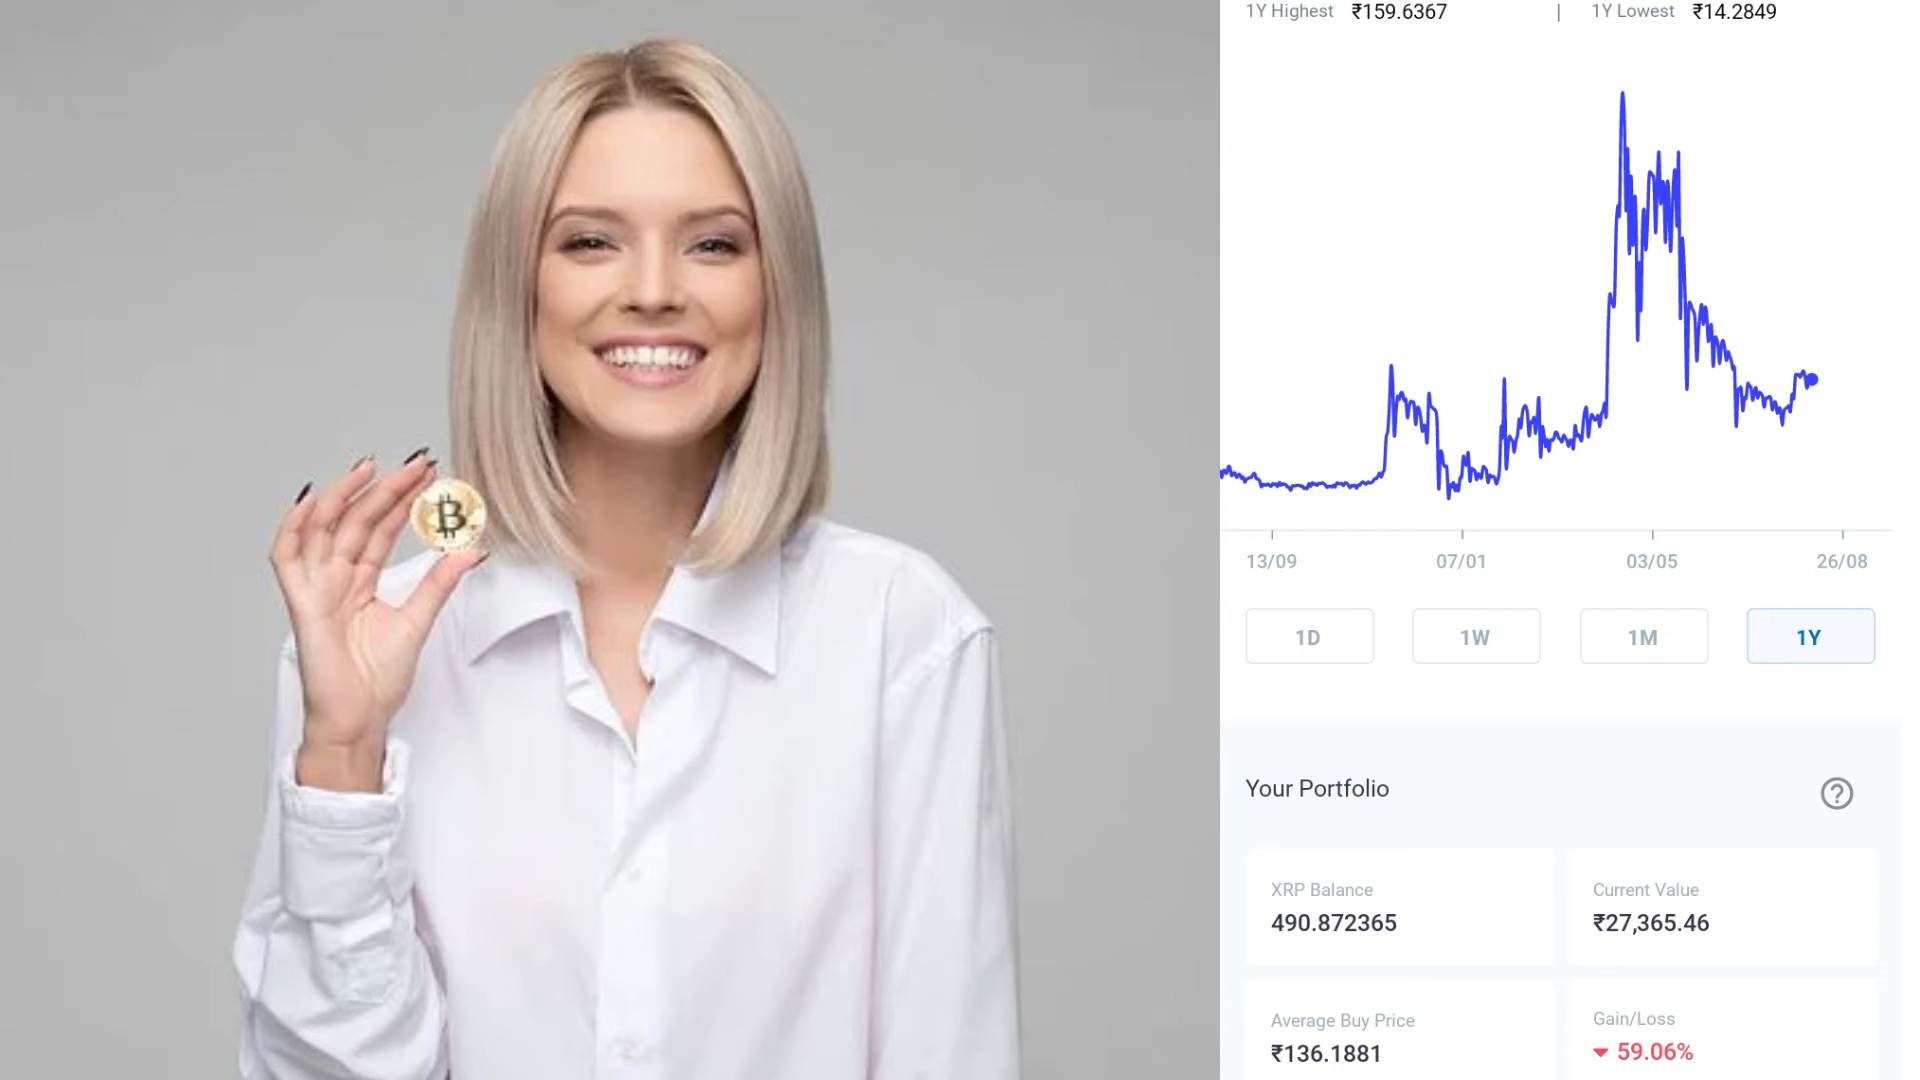 ₿
1Y Highest ₹159.6367 | 1Y Lowest ₹14.2849
13/09 07/01 03/05 26/08
1D 1W 1M 1Y
Your Portfolio
?
XRP Balance
490.872365
Current Value
₹27,365.46
Average Buy Price
₹136.1881
Gain/Loss
59.06%